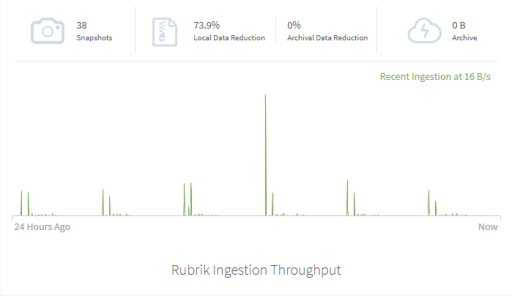 38
Snapshots
73.9%
Local Data Reduction
0%
Archival Data Reduction
0 B
Archive
Recent Ingestion at 16 B/s
24 Hours Ago
Now
Rubrik Ingestion Throughput